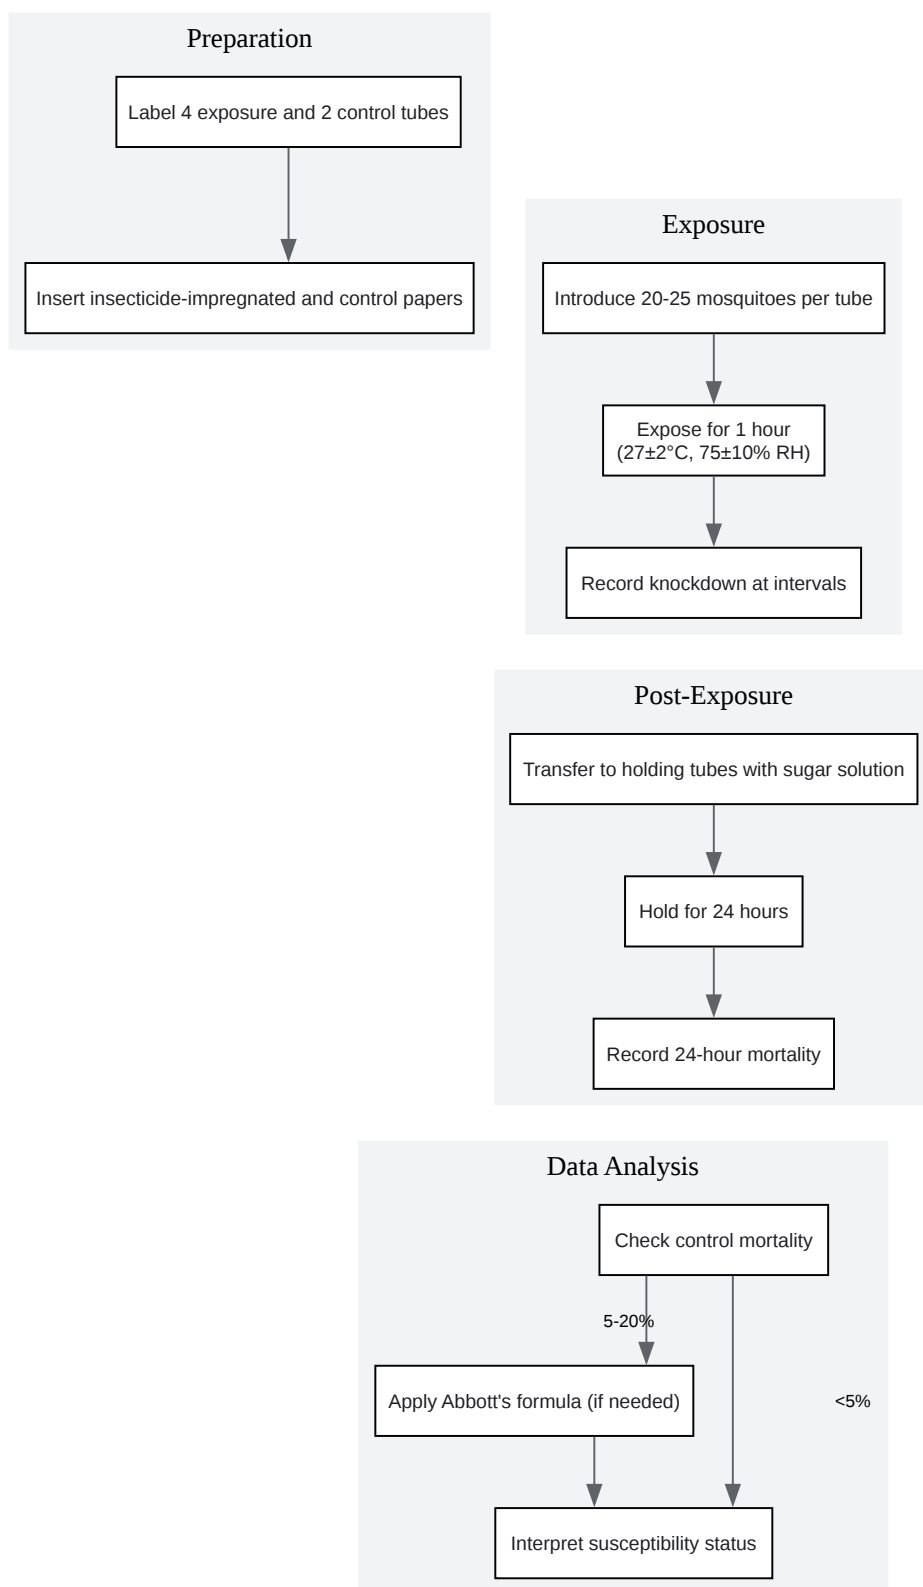 Preparation
Label 4 exposure and 2 control tubes
Insert insecticide-impregnated and control papers
Exposure
Introduce 20-25 mosquitoes per tube
Expose for 1 hour
(27±2°C, 75±10% RH)
Record knockdown at intervals
Post-Exposure
Transfer to holding tubes with sugar solution
Hold for 24 hours
Record 24-hour mortality
Data Analysis
Check control mortality
5-20%
Apply Abbott's formula (if needed)
<5%
Interpret susceptibility status